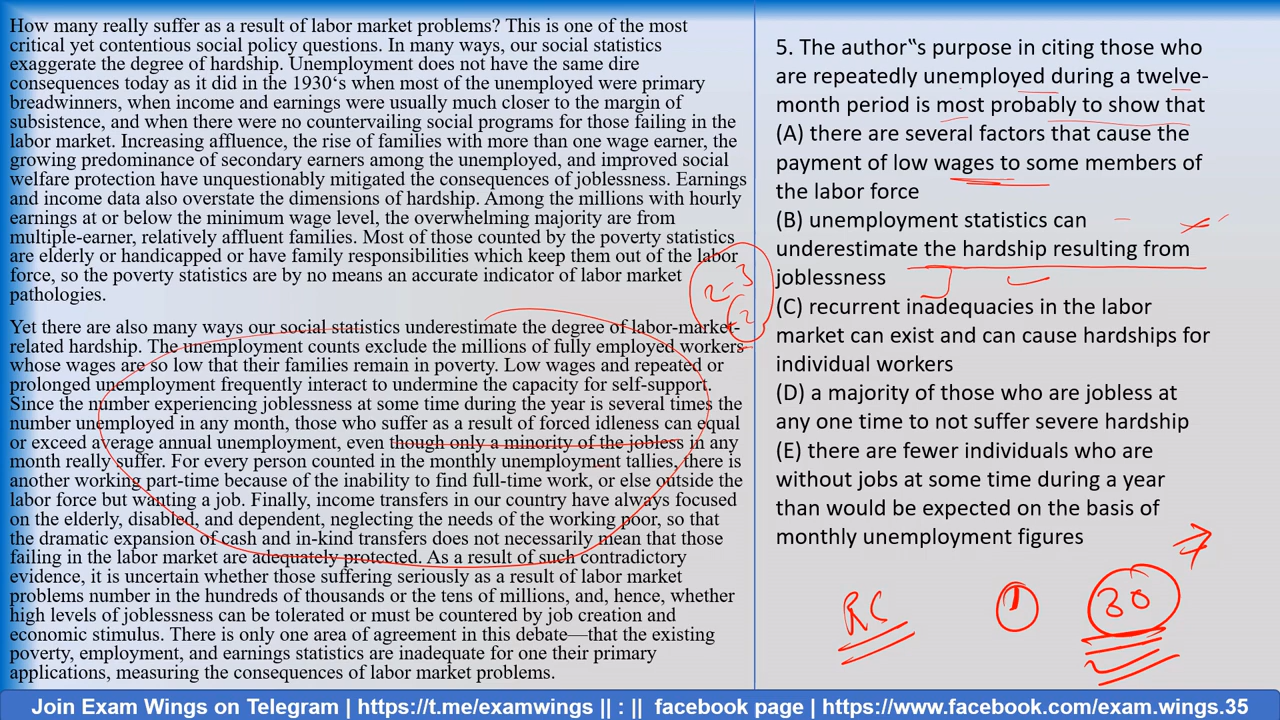 How many really suffer as a result of labor market problems? This is one of the most
critical yet contentious social policy questions. In many ways, our social statistics
exaggerate the degree of hardship. Unemployment does not have the same dire
consequences today as it did in the 1930‘s when most of the unemployed were primary
breadwinners, when income and earnings were usually much closer to the margin of
subsistence, and when there were no countervailing social programs for those failing in the
labor market. Increasing affluence, the rise of families with more than one wage earner, the
growing predominance of secondary earners among the unemployed, and improved social
welfare protection have unquestionably mitigated the consequences of joblessness. Earnings
and income data also overstate the dimensions of hardship. Among the millions with hourly
earnings at or below the minimum wage level, the overwhelming majority are from
multiple-earner, relatively affluent families. Most of those counted by the poverty statistics
are elderly or handicapped or have family responsibilities which keep them out of the labor
force, so the poverty statistics are by no means an accurate indicator of labor market
pathologies.
Yet there are also many ways our social statistics underestimate the degree of labor-market-
related hardship. The unemployment counts exclude the millions of fully employed workers
whose wages are so low that their families remain in poverty. Low wages and repeated or
prolonged unemployment frequently interact to undermine the capacity for self-support.
Since the number experiencing joblessness at some time during the year is several times the
number unemployed in any month, those who suffer as a result of forced idleness can equal
or exceed average annual unemployment, even though only a minority of the jobless in any
month really suffer. For every person counted in the monthly unemployment tallies, there is
another working part-time because of the inability to find full-time work, or else outside the
labor force but wanting a job. Finally, income transfers in our country have always focused
on the elderly, disabled, and dependent, neglecting the needs of the working poor, so that
the dramatic expansion of cash and in-kind transfers does not necessarily mean that those
failing in the labor market are adequately protected. As a result of such contradictory
evidence, it is uncertain whether those suffering seriously as a result of labor market
problems number in the hundreds of thousands or the tens of millions, and, hence, whether
high levels of joblessness can be tolerated or must be countered by job creation and
economic stimulus. There is only one area of agreement in this debate—that the existing
poverty, employment, and earnings statistics are inadequate for one their primary
applications, measuring the consequences of labor market problems.
2-3
2
5. The author‟s purpose in citing those who
are repeatedly unemployed during a twelve-
month period is most probably to show that
(A) there are several factors that cause the
payment of low wages to some members of
the labor force
(B) unemployment statistics can
underestimate the hardship resulting from
joblessness
(C) recurrent inadequacies in the labor
market can exist and can cause hardships for
individual workers
(D) a majority of those who are jobless at
any one time to not suffer severe hardship
(E) there are fewer individuals who are
without jobs at some time during a year
than would be expected on the basis of
monthly unemployment figures
RC
1
30
Join Exam Wings on Telegram | https://t.me/examwings || : || facebook page | https://www.facebook.com/exam.wings.35